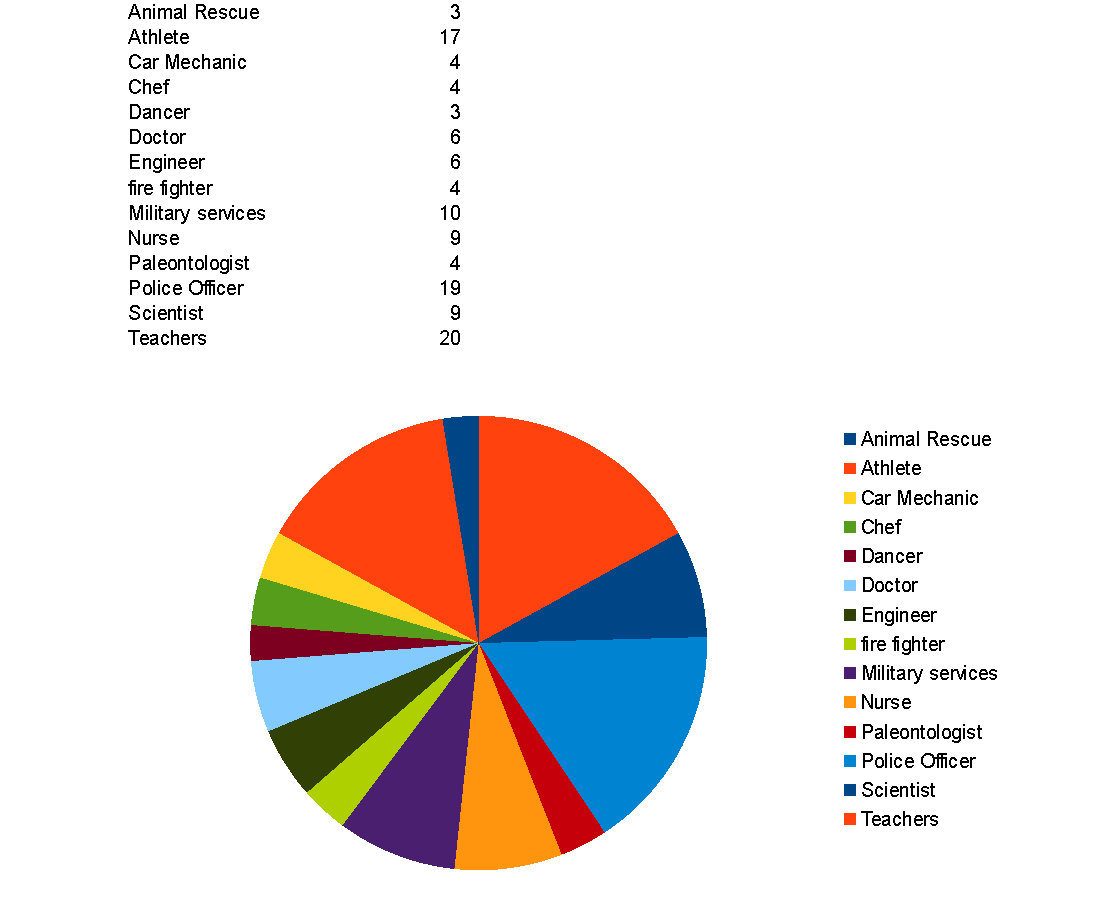 Animal Rescue 3
Athlete 17
Car Mechanic 4
Chef 4
Dancer 3
Doctor 6
Engineer 6
fire fighter 4
Military services 10
Nurse 9
Paleontologist 4
Police Officer 19
Scientist 9
Teachers 20
Animal Rescue
Athlete
Car Mechanic
Chef
Dancer
Doctor
Engineer
fire fighter
Military services
Nurse
Paleontologist
Police Officer
Scientist
Teachers